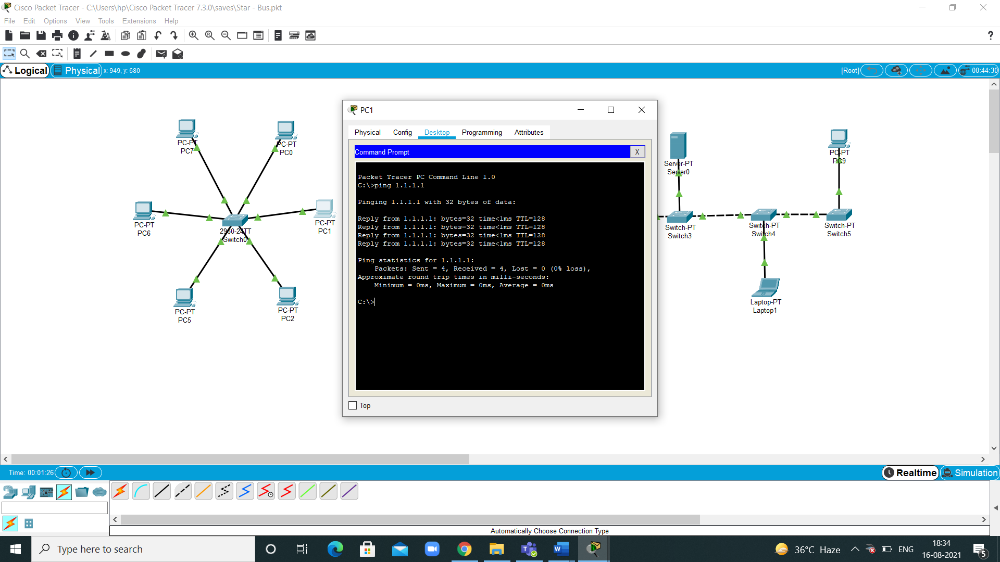 Cisco Packet Tracer - C:\Users\hp\Cisco Packet Tracer 7.3.0\saves\Star - Bus.pkt
File Edit Options View Tools Extensions Help
?
Logical Physical x: 949, y: 680 [Root] 00:44:30
PC1
Physical Config Desktop Programming Attributes
Command Prompt X
Packet Tracer PC Command Line 1.0
C:\>ping 1.1.1.1
Pinging 1.1.1.1 with 32 bytes of data:
Reply from 1.1.1.1: bytes=32 time<1ms TTL=128
Reply from 1.1.1.1: bytes=32 time<1ms TTL=128
Reply from 1.1.1.1: bytes=32 time<1ms TTL=128
Reply from 1.1.1.1: bytes=32 time<1ms TTL=128
Ping statistics for 1.1.1.1:
Packets: Sent = 4, Received = 4, Lost = 0 (0% loss),
Approximate round trip times in milli-seconds:
Minimum = 0ms, Maximum = 0ms, Average = 0ms
C:\>
Top
PC-PT
PC7
PC-PT
PC0
PC-PT
PC6
2960-24TT
Switch0
PC-PT
PC1
PC-PT
PC5
PC-PT
PC2
Server-PT
Server0
PC-PT
PC9
Switch-PT
Switch3
Switch-PT
Switch4
Switch-PT
Switch5
Laptop-PT
Laptop1
Time: 00:01:26 Realtime Simulation
Automatically Choose Connection Type
Type here to search
36°C Haze ENG
18:34
16-08-2021
5